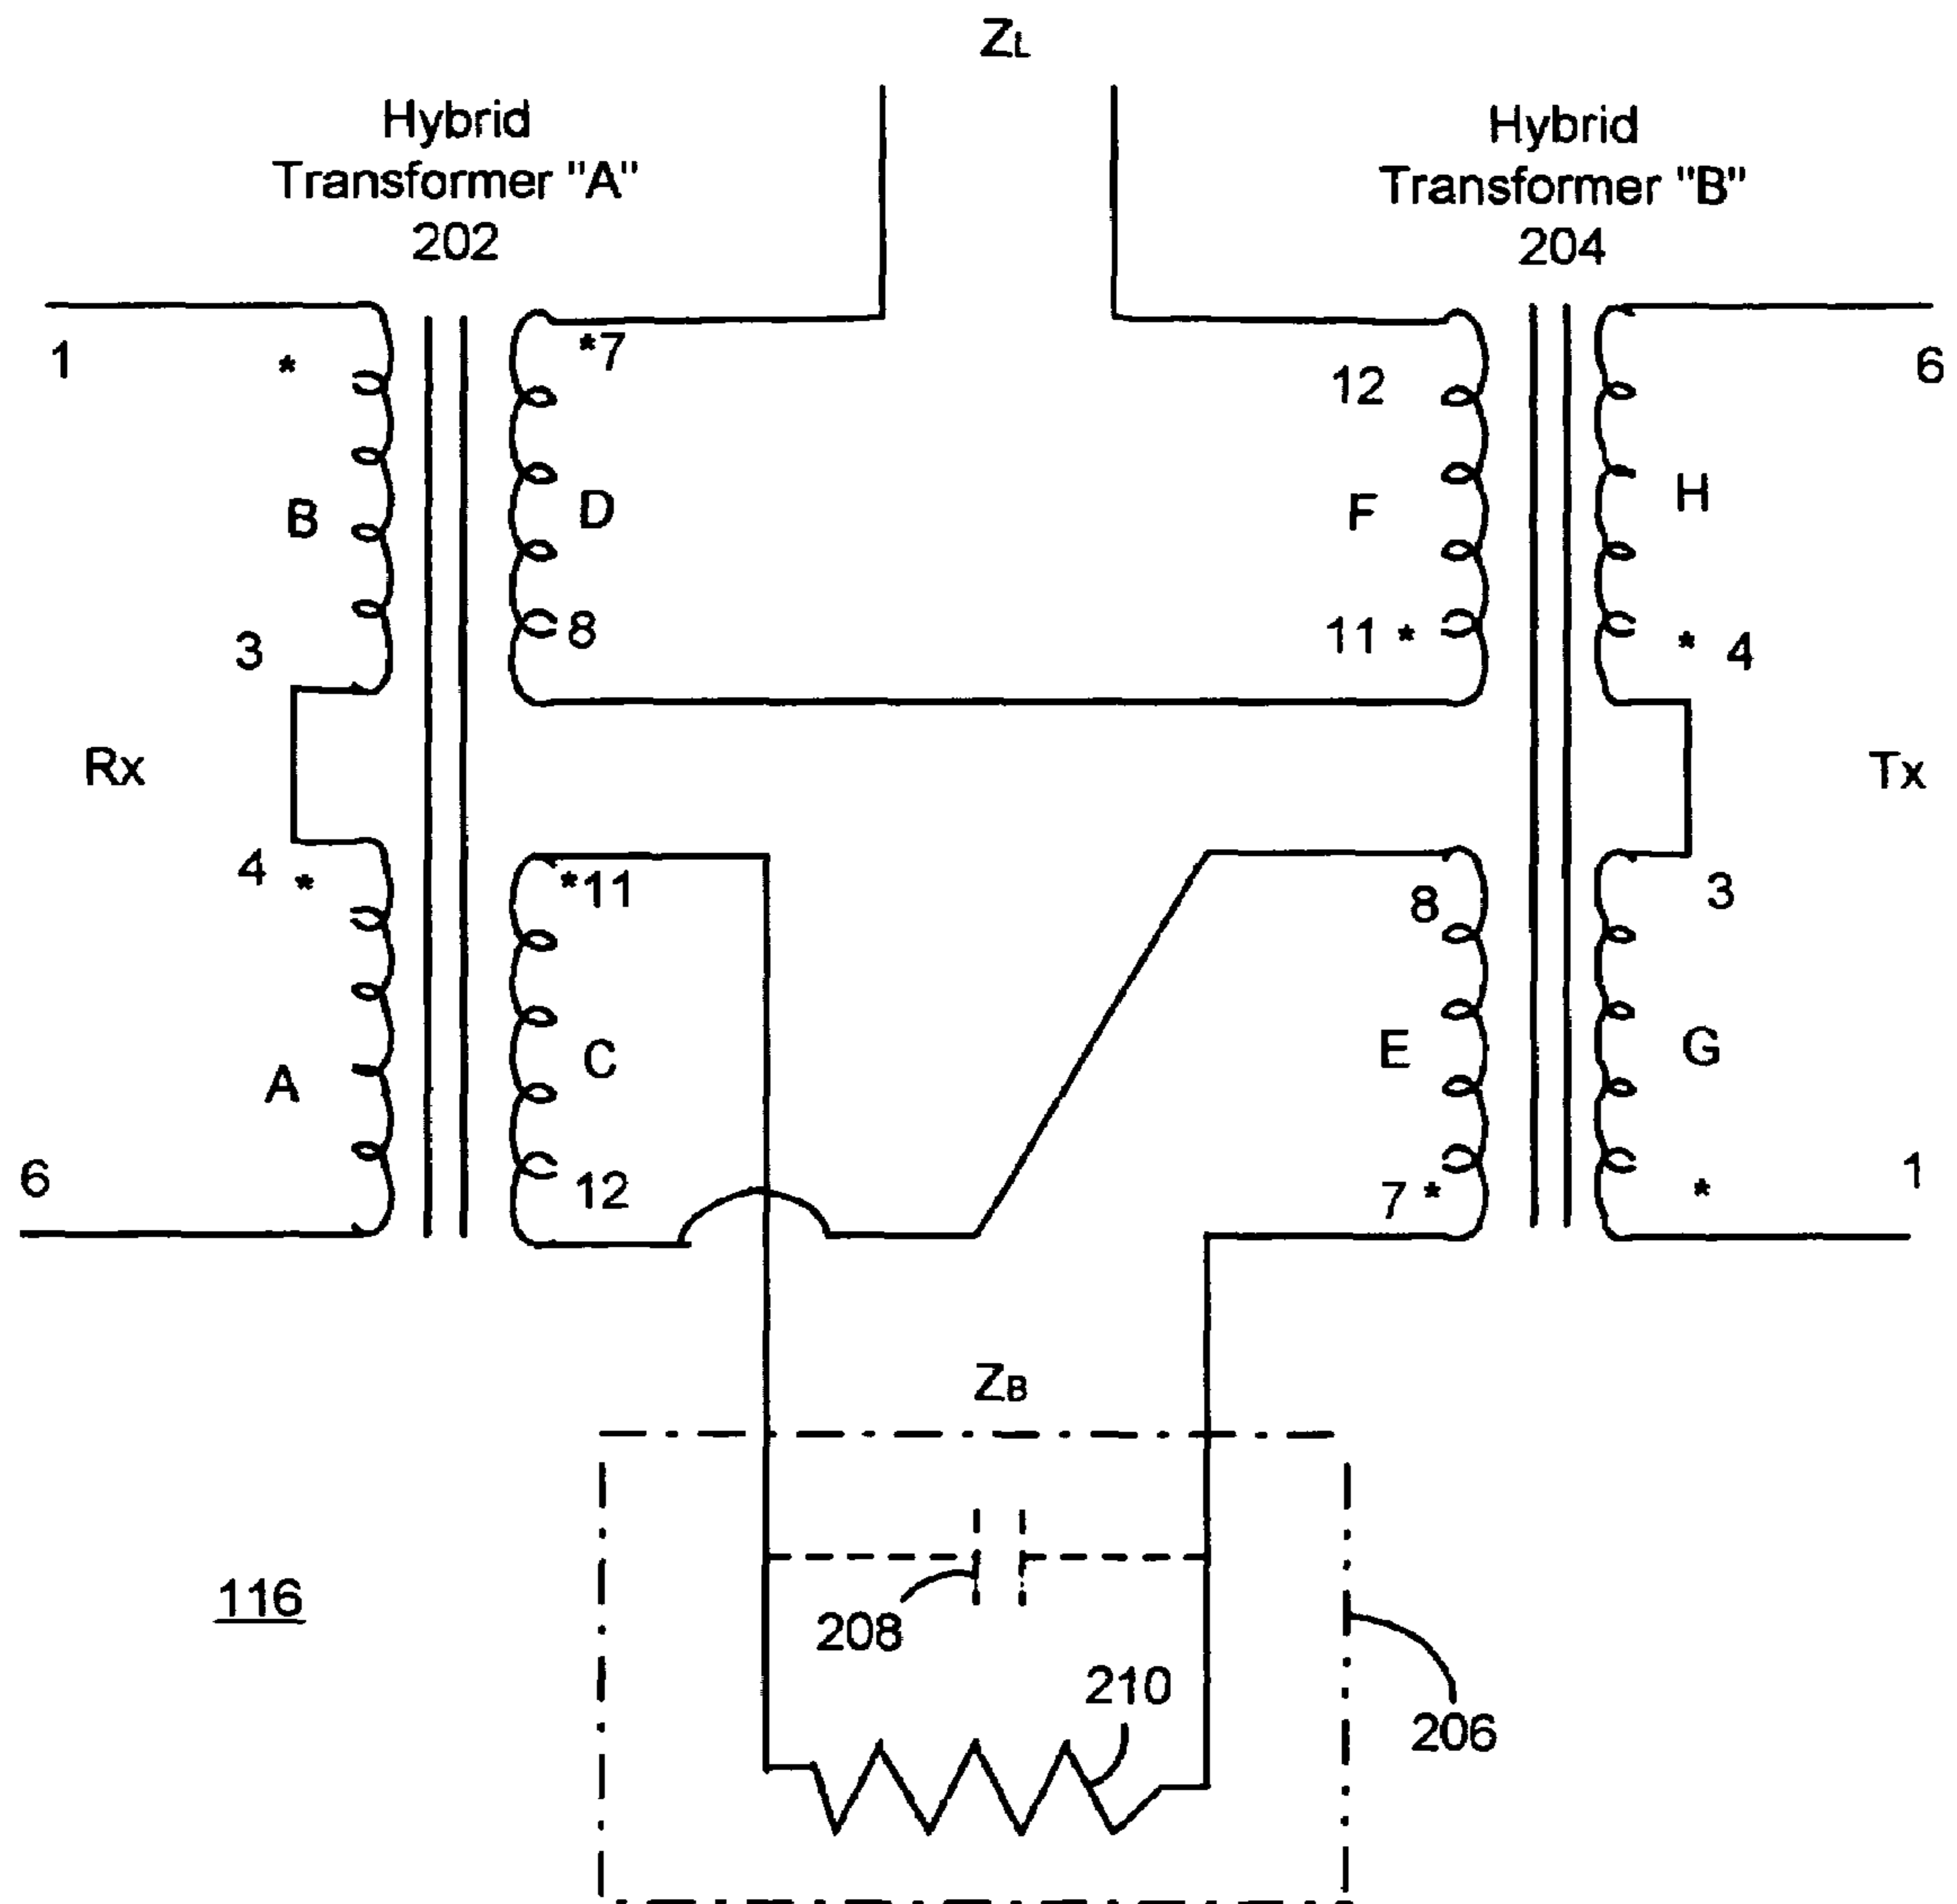 ZL
Hybrid
Transformer "A"
202
Hybrid
Transformer "B"
204
1
*
*7
12
6
B
D
F
H
3
8
11 *
* 4
Rx
Tx
4 *
*11
8
3
A
C
E
G
6
12
7 *
*
1
ZB
116
208
210
206